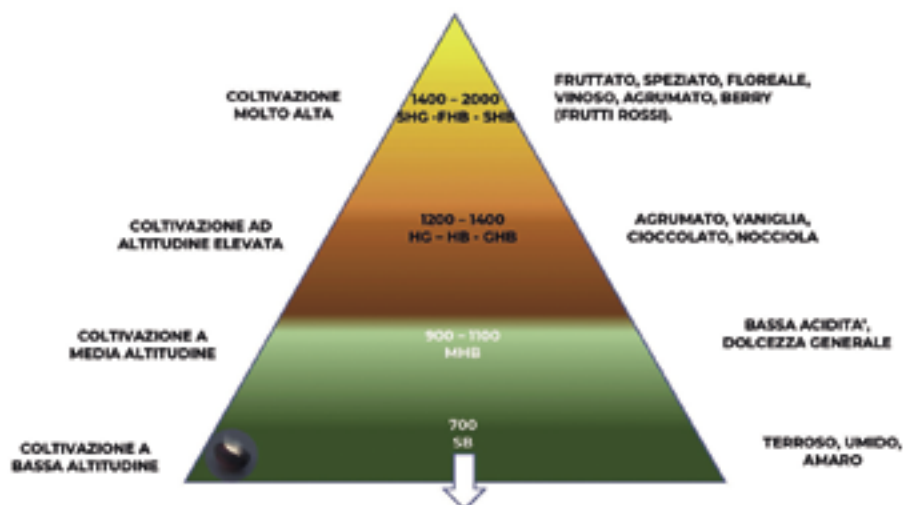 COLTIVAZIONE
MOLTO ALTA
1400 – 2000
SHG -FHB - SHB
FRUTTATO, SPEZIATO, FLOREALE,
VINOSO, AGRUMATO, BERRY
(FRUTTI ROSSI).
COLTIVAZIONE AD
ALTITUDINE ELEVATA
1200 – 1400
HG – HB - GHB
AGRUMATO, VANIGLIA,
CIOCCOLATO, NOCCIOLA
COLTIVAZIONE A
MEDIA ALTITUDINE
900 – 1100
MHB
BASSA ACIDITA',
DOLCEZZA GENERALE
COLTIVAZIONE A
BASSA ALTITUDINE
700
SB
TERROSO, UMIDO,
AMARO